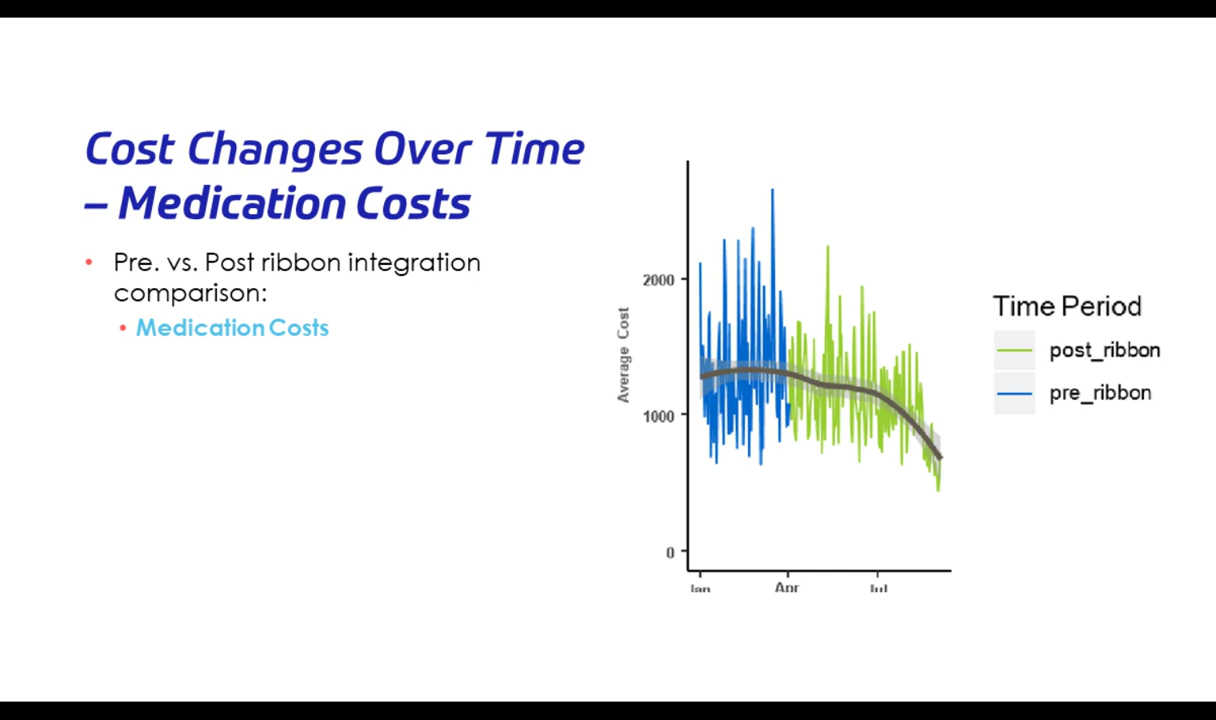 Cost Changes Over Time
– Medication Costs
• Pre. vs. Post ribbon integration
comparison:
• Medication Costs
Average Cost
2000
1000
0
Jan
Apr
Jul
Time Period
post_ribbon
pre_ribbon